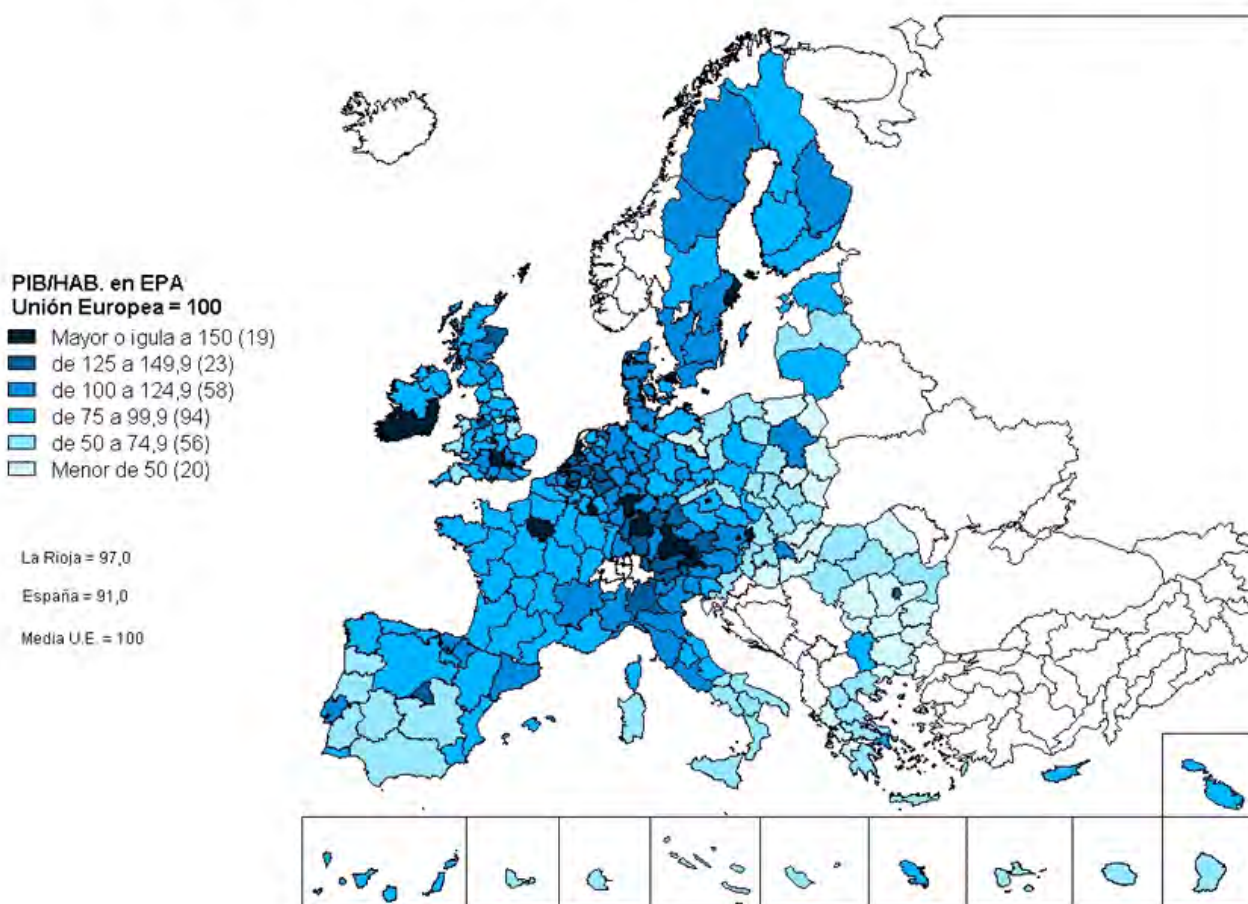 PIB/HAB. en EPA
Unión Europea = 100
Mayor o igula a 150 (19)
de 125 a 149,9 (23)
de 100 a 124,9 (58)
de 75 a 99,9 (94)
de 50 a 74,9 (56)
Menor de 50 (20)
La Rioja = 97,0
España = 91,0
Media U.E. = 100